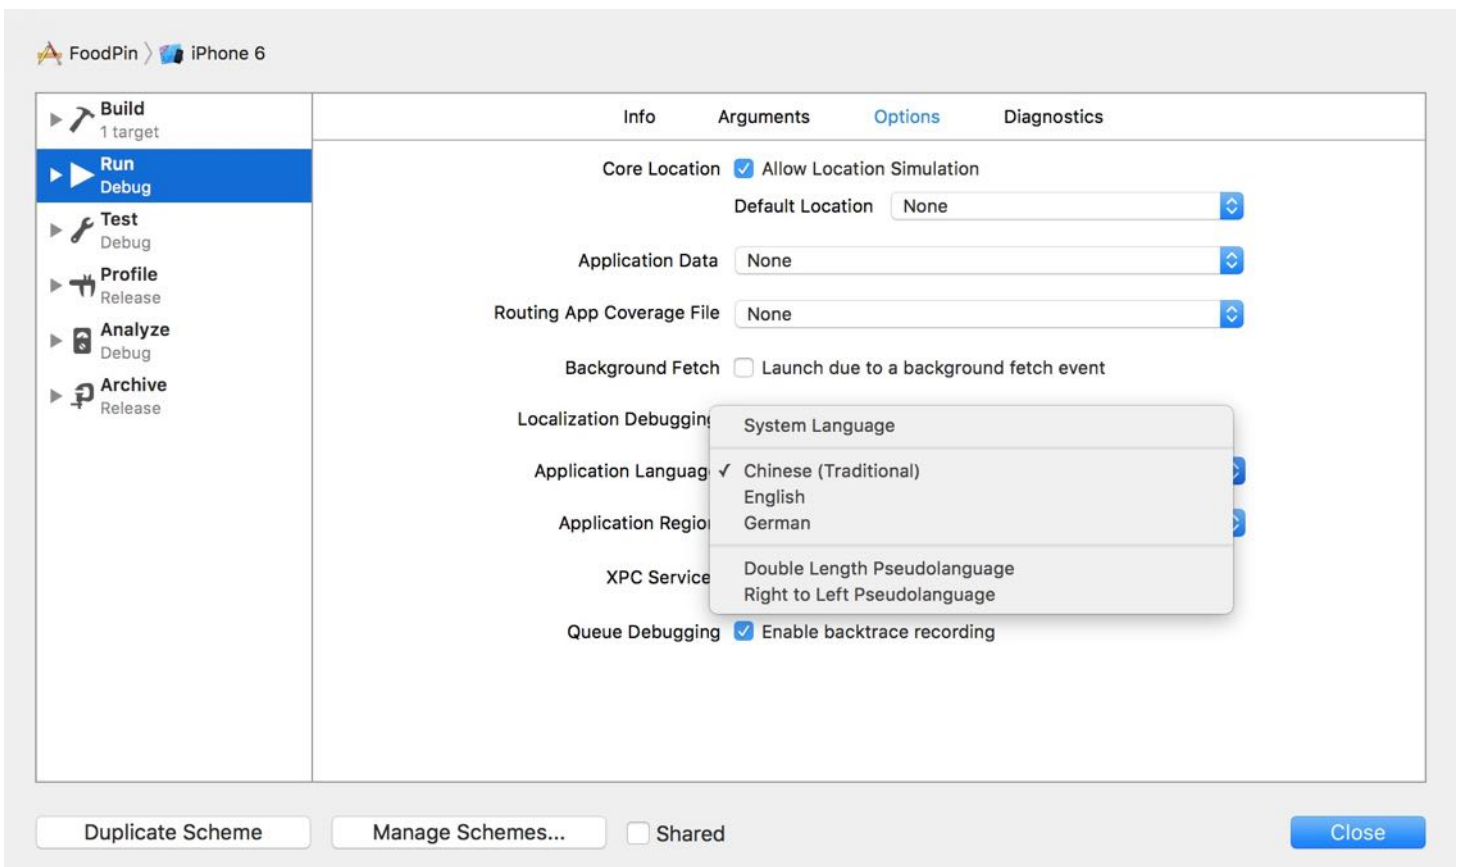 FoodPin 〉 iPhone 6
Build
1 target
Run
Debug
Test
Debug
Profile
Release
Analyze
Debug
Archive
Release
Info Arguments Options Diagnostics
Core Location Allow Location Simulation
Default Location None
Application Data None
Routing App Coverage File None
Background Fetch Launch due to a background fetch event
Localization Debugging
System Language
Application Languag ✓ Chinese (Traditional)
English
German
Application Region
Double Length Pseudolanguage
XPC Service
Right to Left Pseudolanguage
Queue Debugging Enable backtrace recording
Duplicate Scheme Manage Schemes... Shared Close